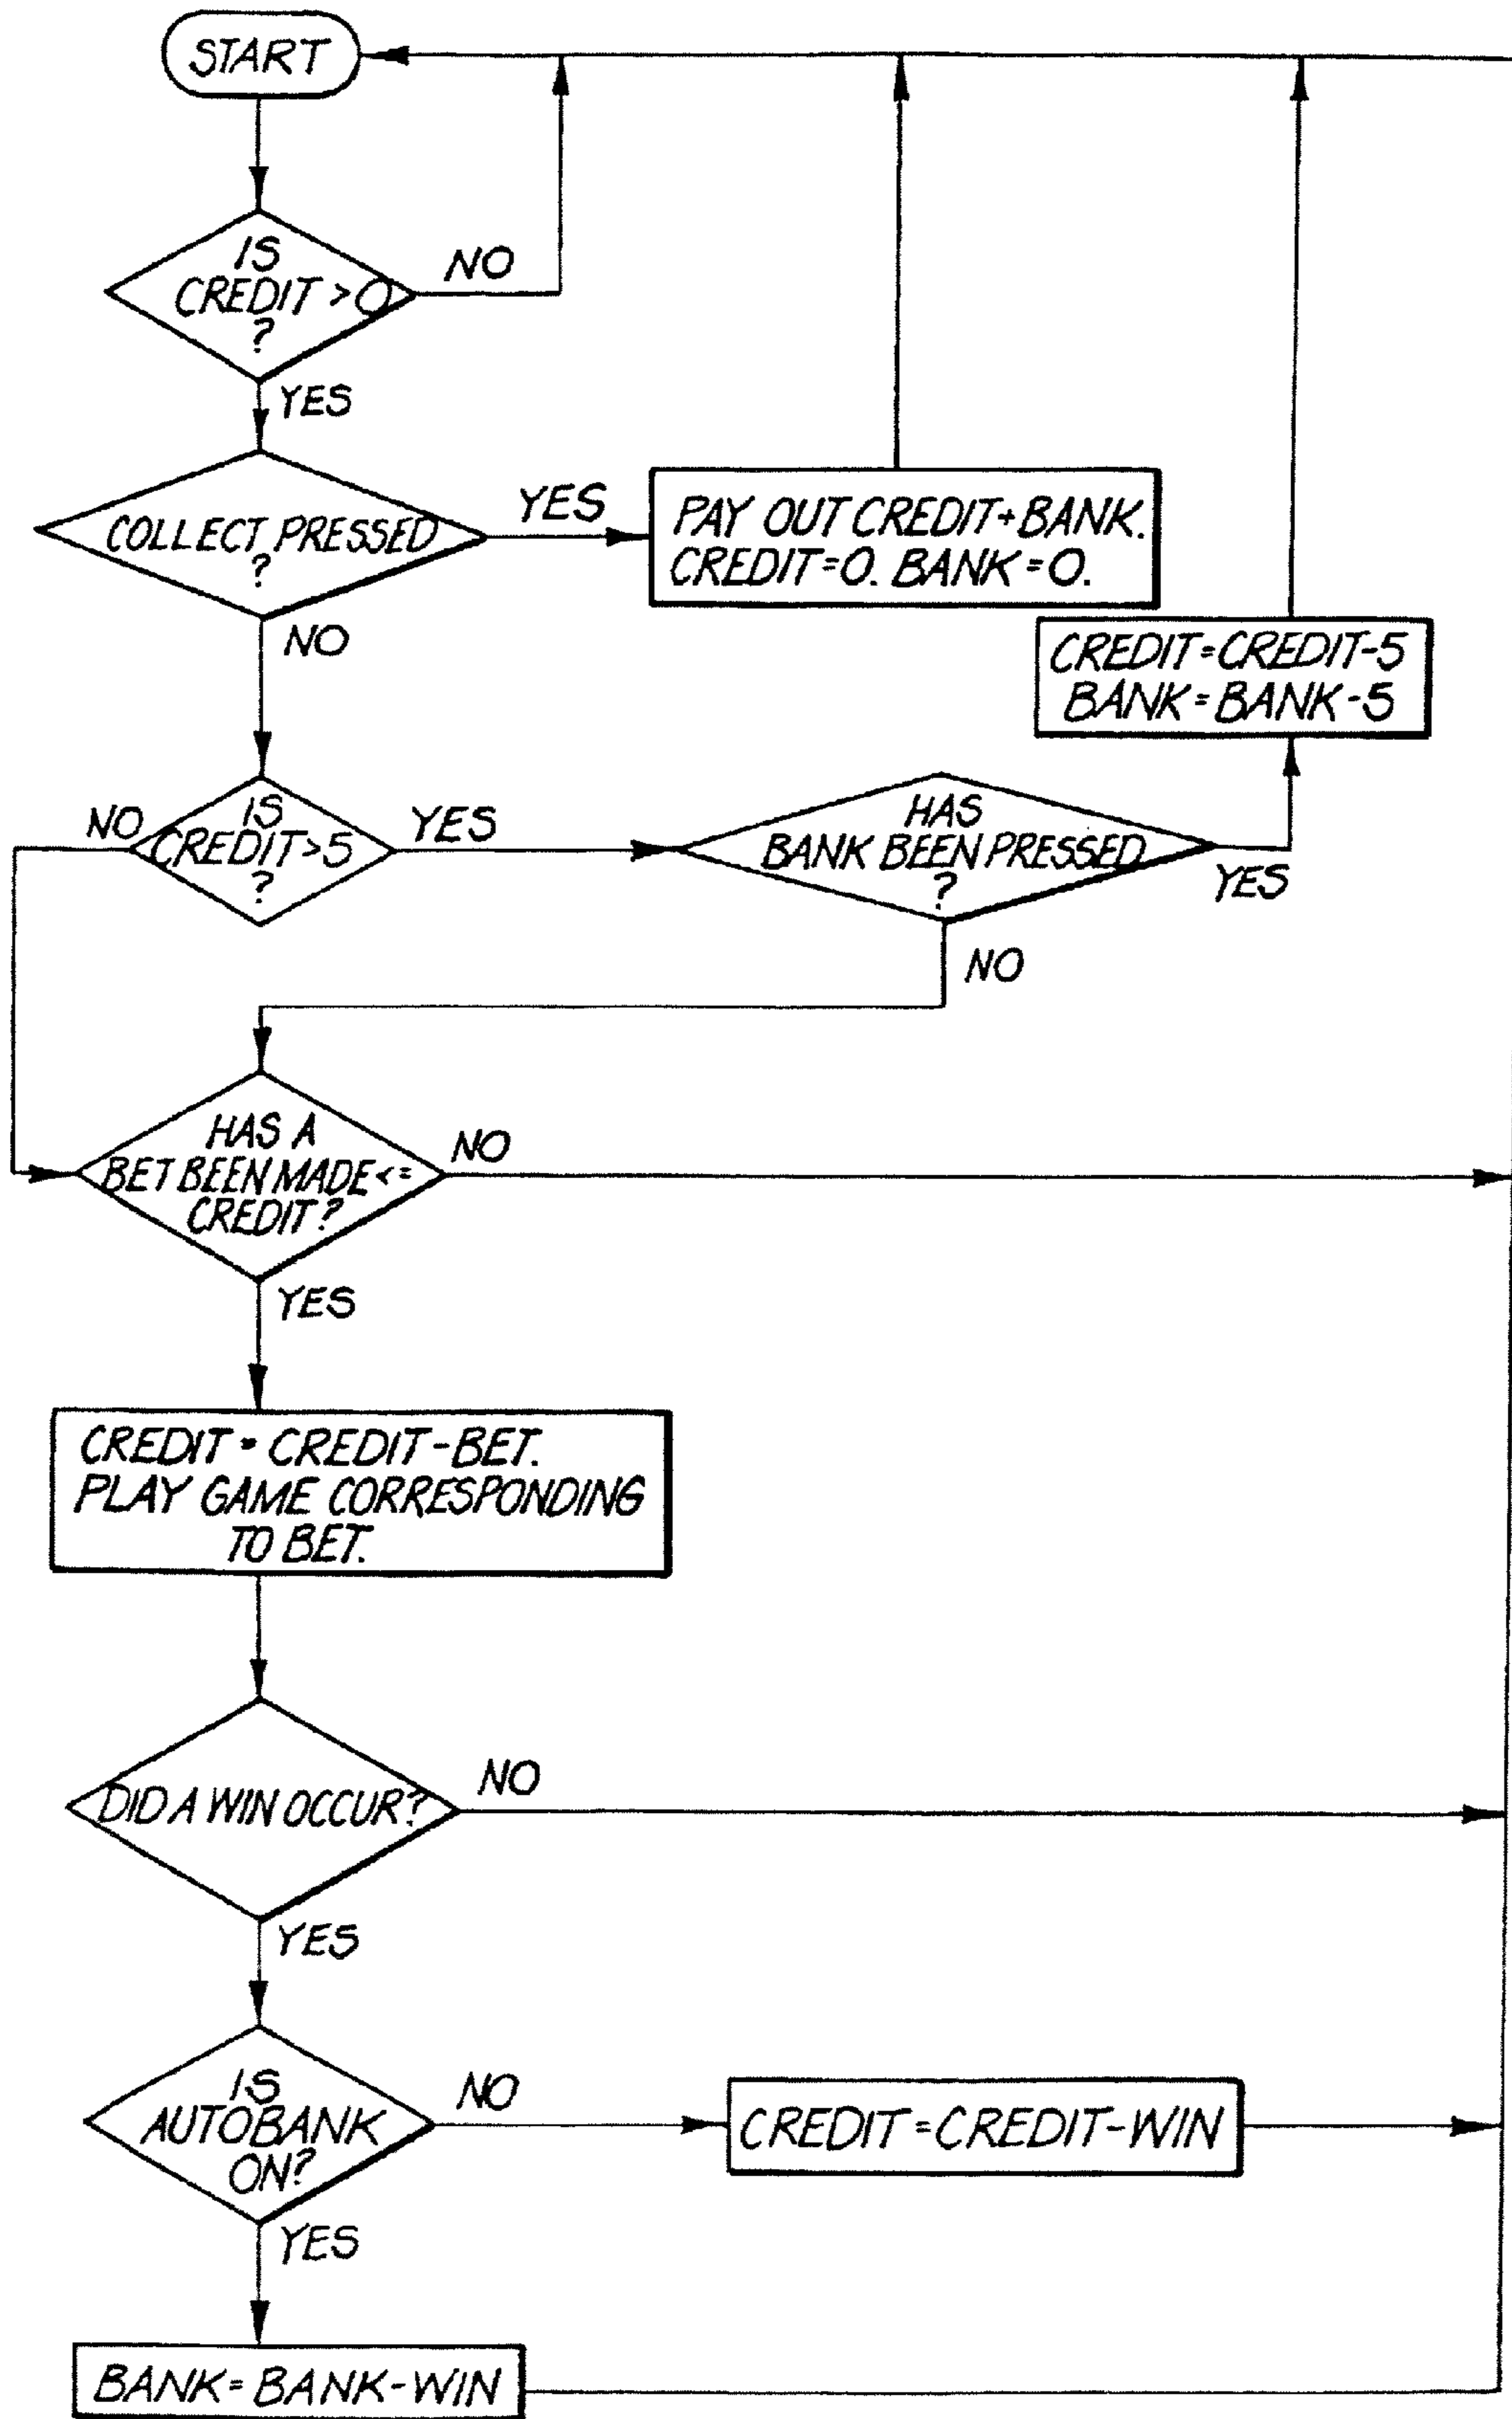 START
IS
CREDIT >0
?
NO
YES
COLLECT PRESSED
?
YES
PAY OUT CREDIT+BANK.
CREDIT=0. BANK=0.
NO
CREDIT=CREDIT-5
BANK=BANK-5
IS
CREDIT>5
?
NO
YES
HAS
BANK BEEN PRESSED
?
YES
NO
HAS A
BET BEEN MADE <=
CREDIT?
NO
YES
CREDIT = CREDIT-BET.
PLAY GAME CORRESPONDING
TO BET.
DID A WIN OCCUR?
NO
YES
IS
AUTOBANK
ON?
NO
CREDIT=CREDIT-WIN
YES
BANK=BANK-WIN